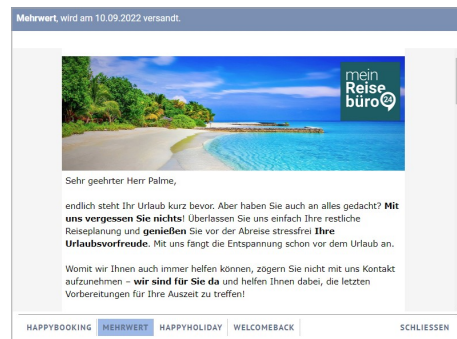 Mehrwert, wird am 10.09.2022 versandt.
mein
Reise
büro24
Sehr geehrter Herr Palme,
endlich steht Ihr Urlaub kurz bevor. Aber haben Sie auch an alles gedacht? Mit
uns vergessen Sie nichts! Überlassen Sie uns einfach Ihre restliche
Reiseplanung und genießen Sie vor der Abreise stressfrei Ihre
Urlaubsvorfreude. Mit uns fängt die Entspannung schon vor dem Urlaub an.
Womit wir Ihnen auch immer helfen können, zögern Sie nicht mit uns Kontakt
aufzunehmen – wir sind für Sie da und helfen Ihnen dabei, die letzten
Vorbereitungen für Ihre Auszeit zu treffen!
HAPPYBOOKING MEHRWERT HAPPYHOLIDAY WELCOMEBACK SCHLIESSEN